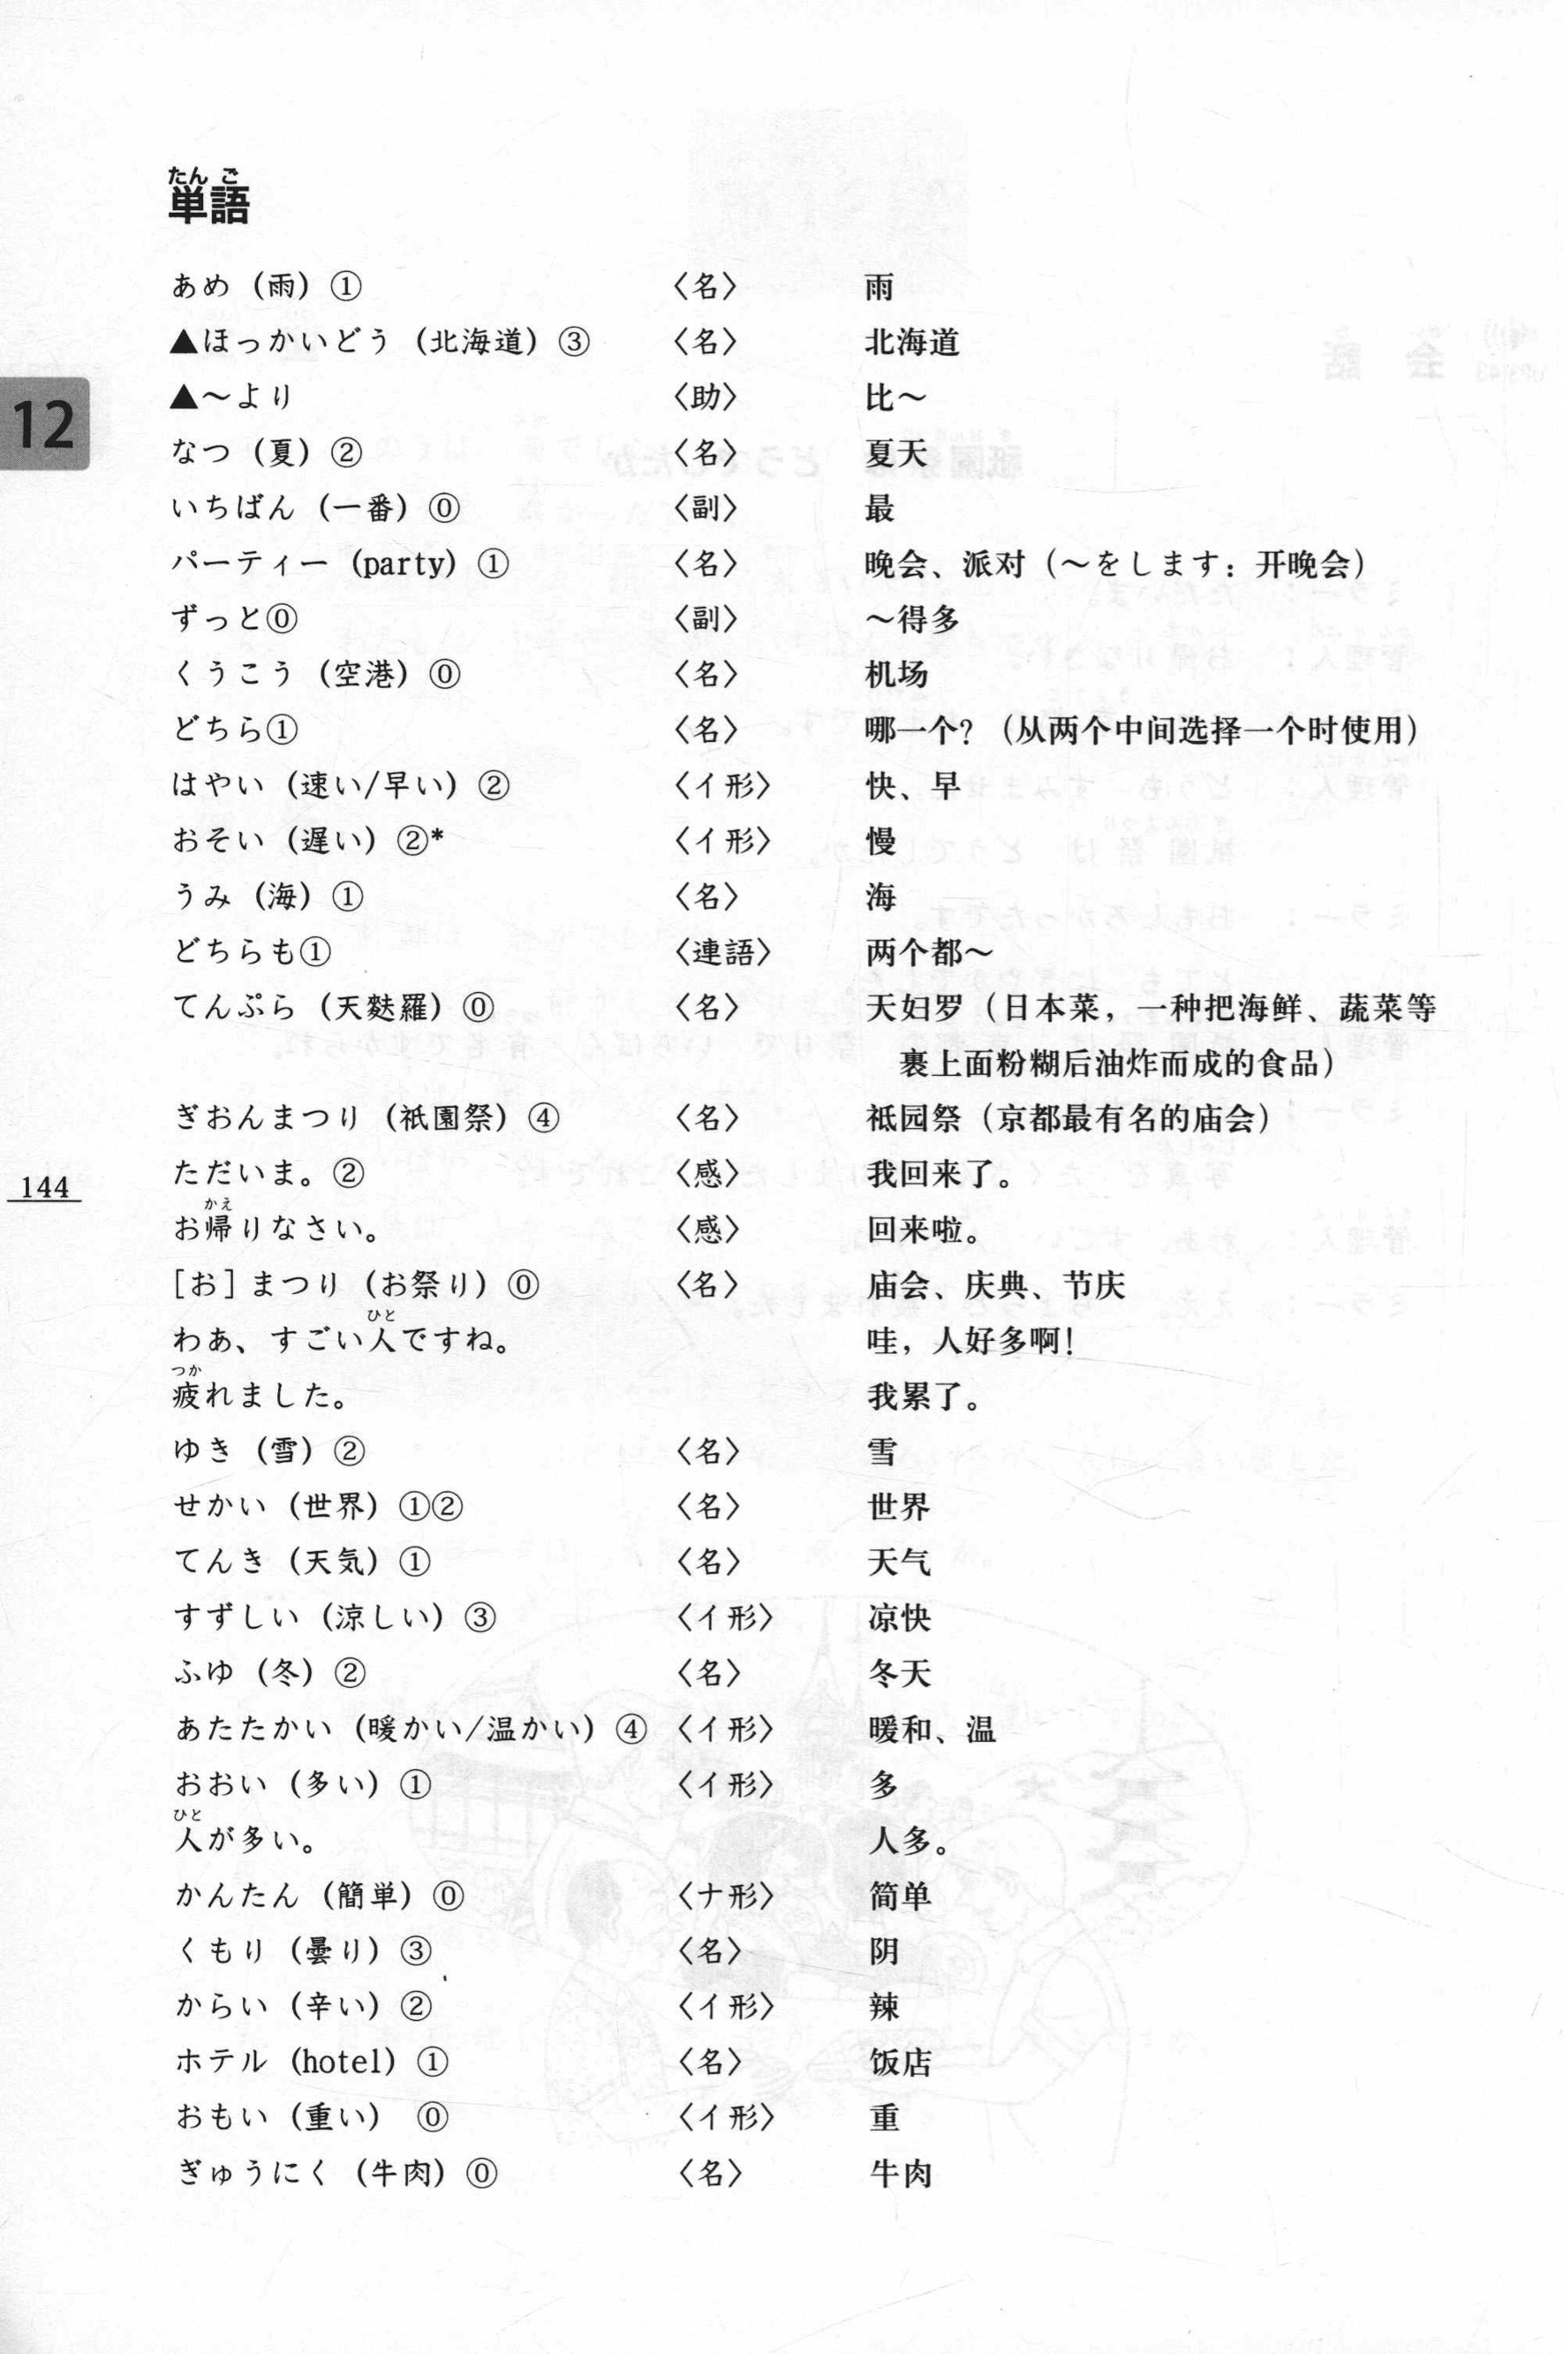 たんご
単語
あめ（雨）① 〈名〉 雨
▲ほっかいどう（北海道）③ 〈名〉 北海道
▲～より 〈助〉 比～
12
なつ（夏）② 〈名〉 夏天
いちばん（一番）⓪ 〈副〉 最
パーティー（party）① 〈名〉 晚会、派对（～をします：开晚会）
ずっと⓪ 〈副〉 ～得多
くうこう（空港）⓪ 〈名〉 机场
どちら① 〈名〉 哪一个？（从两个中间选择一个时使用）
はやい（速い/早い）② 〈イ形〉 快、早
おそい（遅い）②* 〈イ形〉 慢
うみ（海）① 〈名〉 海
どちらも① 〈連語〉 两个都～
てんぷら（天麩羅）⓪ 〈名〉 天妇罗（日本菜，一种把海鲜、蔬菜等
裹上面粉糊后油炸而成的食品）
ぎおんまつり（祇園祭）④ 〈名〉 祗园祭（京都最有名的庙会）
ただいま。② 〈感〉 我回来了。
144
かえ
お帰りなさい。 〈感〉 回来啦。
［お］まつり（お祭り）⓪ 〈名〉 庙会、庆典、节庆
ひと
わあ、すごい人ですね。 哇，人好多啊！
つか
疲れました。 我累了。
ゆき（雪）② 〈名〉 雪
せかい（世界）①② 〈名〉 世界
てんき（天気）① 〈名〉 天气
すずしい（涼しい）③ 〈イ形〉 凉快
ふゆ（冬）② 〈名〉 冬天
あたたかい（暖かい/温かい）④ 〈イ形〉 暖和、温
おおい（多い）① 〈イ形〉 多
ひと
人が多い。 人多。
かんたん（簡単）⓪ 〈ナ形〉 简单
くもり（曇り）③ 〈名〉 阴
からい（辛い）② 〈イ形〉 辣
ホテル（hotel）① 〈名〉 饭店
おもい（重い） ⓪ 〈イ形〉 重
ぎゅうにく（牛肉）⓪ 〈名〉 牛肉